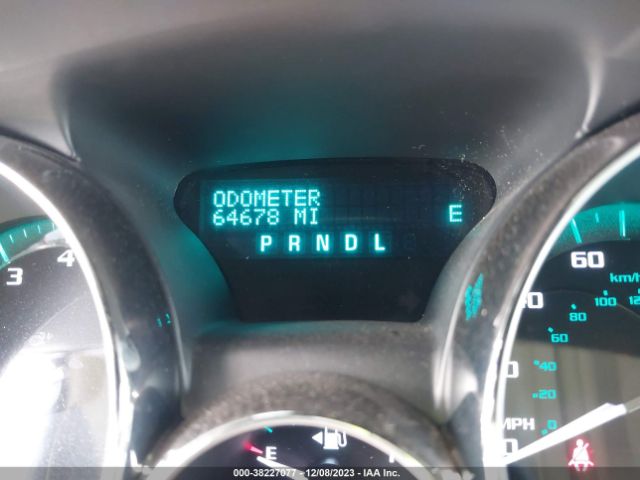 ODOMETER
64678 MI
E
P R N D L
3 4
60
km/h
100
80
60
40
20
0
MPH
E
000-38227077 - 12/08/2023 - IAA Inc.